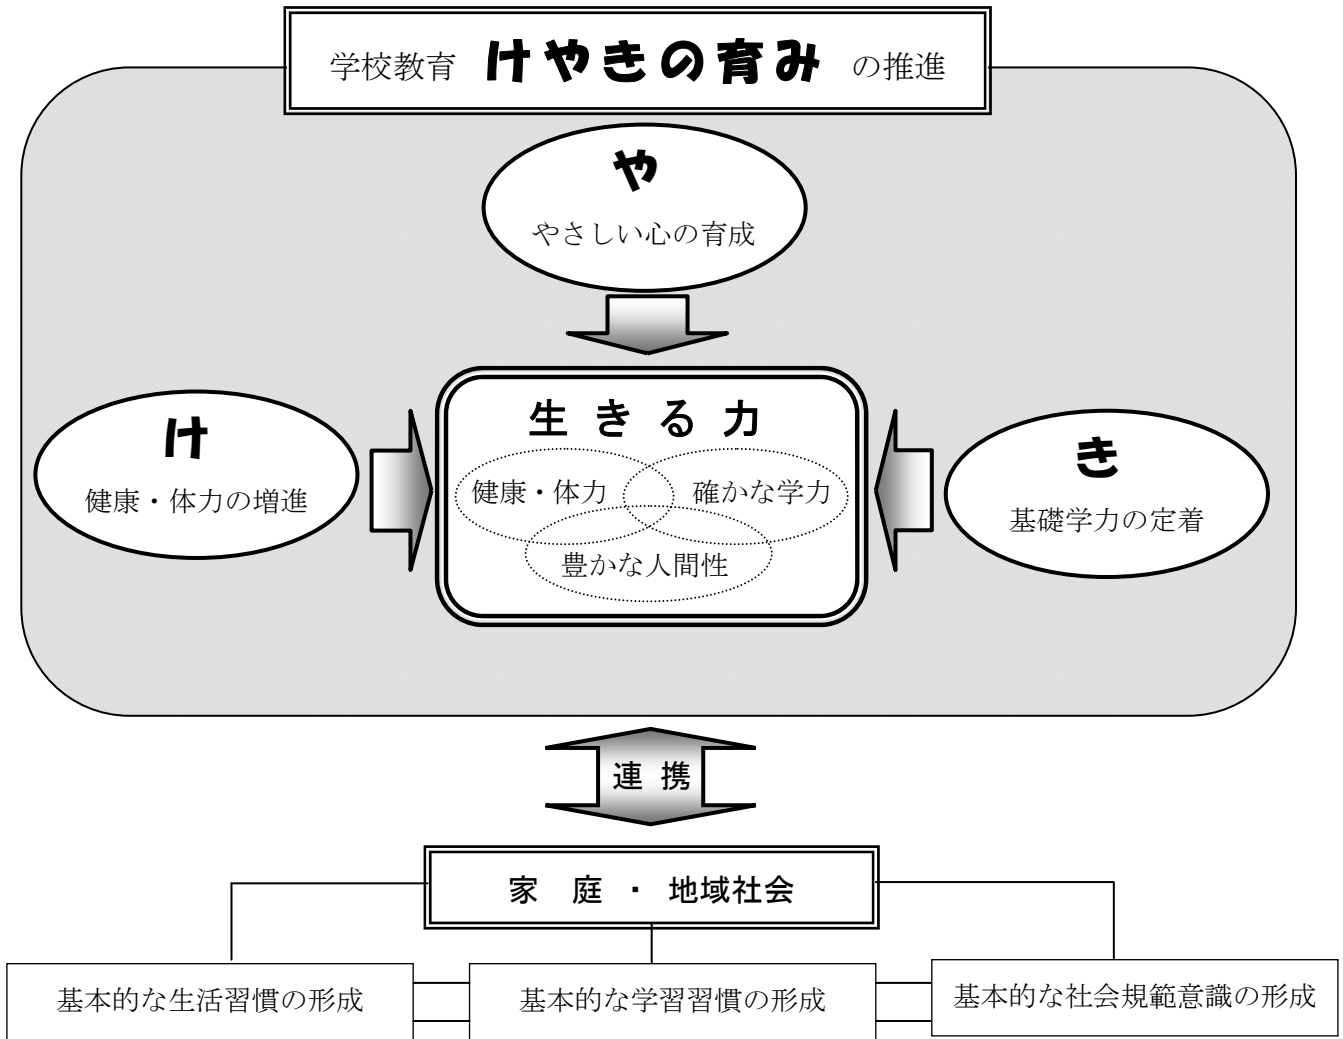 学校教育 けやきの育み の推進
や
やさしい心の育成
け
健康・体力の増進
生きる力
健康・体力
確かな学力
豊かな人間性
き
基礎学力の定着
連携
家庭・地域社会
基本的な生活習慣の形成
基本的な学習習慣の形成
基本的な社会規範意識の形成